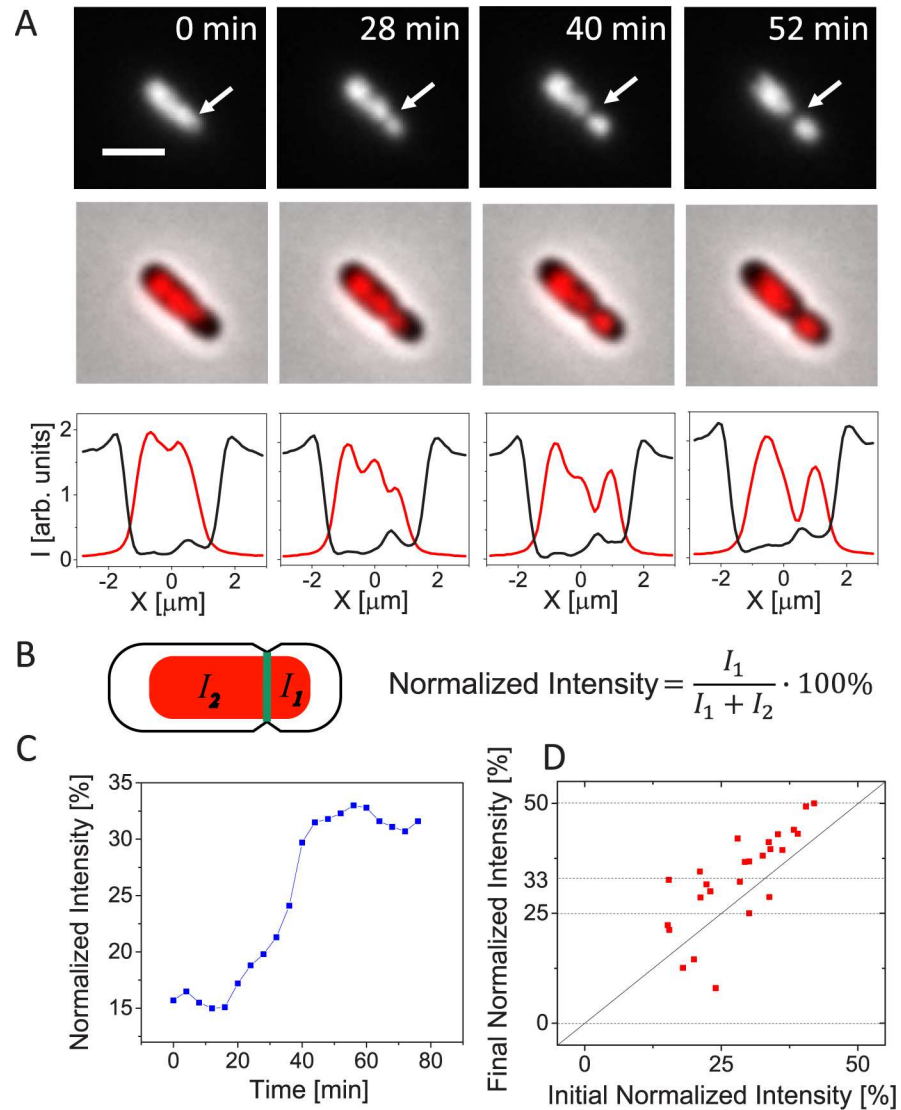 A
0 min 28 min 40 min 52 min
I [arb. units]
2
1
0
-2 0 2 -2 0 2 -2 0 2 -2 0 2
X [μm] X [μm] X [μm] X [μm]
B
I2 I1
Normalized Intensity = I1 / (I1 + I2) · 100%
C
Normalized Intensity [%]
35
30
25
20
15
0 20 40 60 80
Time [min]
D
Final Normalized Intensity [%]
50
33
25
0
0 25 50
Initial Normalized Intensity [%]